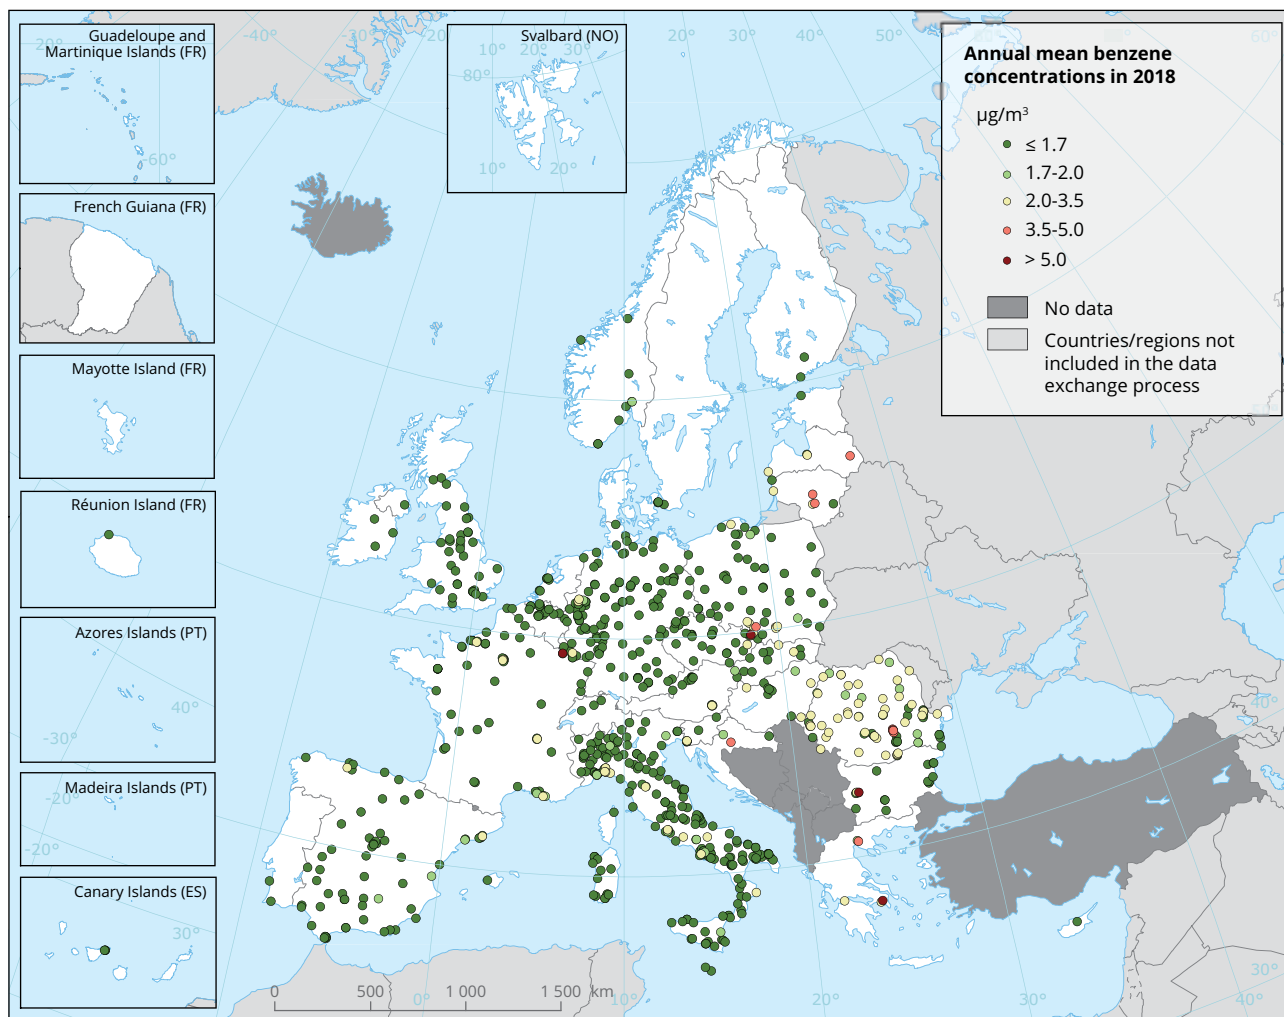 Guadeloupe and
Martinique Islands (FR)
20°
-60°
French Guiana (FR)
Mayotte Island (FR)
Réunion Island (FR)
Azores Islands (PT)
40°
-30°
Madeira Islands (PT)
-20°
-20°
Canary Islands (ES)
30°
Svalbard (NO)
10°
20°
30°
80°
10°
20°
-40°
-30°
-20°
20°
30°
40°
50°
60°
Annual mean benzene
concentrations in 2018
µg/m³
≤ 1.7
1.7-2.0
2.0-3.5
3.5-5.0
> 5.0
No data
Countries/regions not
included in the data
exchange process
40°
30°
0
500
1 000
1 500
km
0°
10°
20°
30°
40°